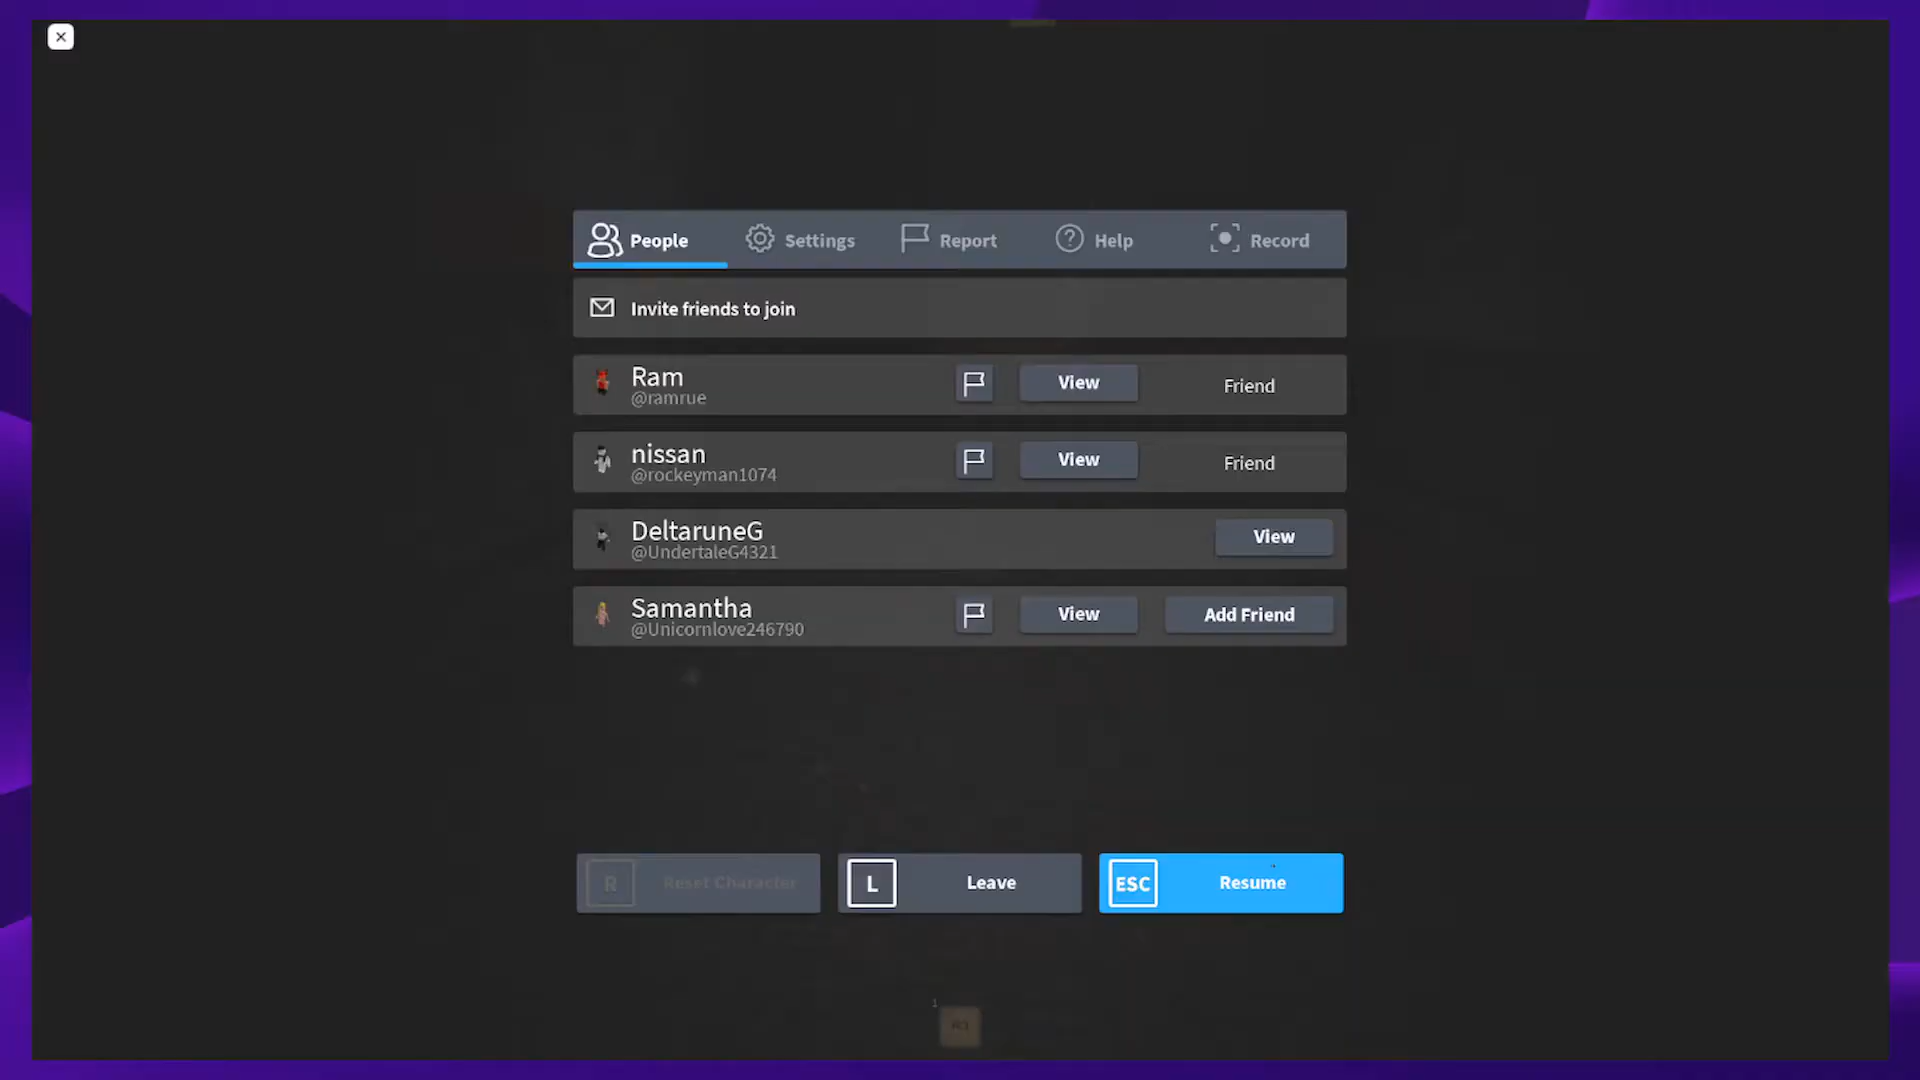 People
Settings
Report
Help
Record
Invite friends to join
Ram
@ramrue
View
Friend
nissan
@rockeyman1074
View
Friend
DeltaruneG
@UndertaleG4321
View
Samantha
@Unicornlove246790
View
Add Friend
R Reset Character
L Leave
ESC Resume
1